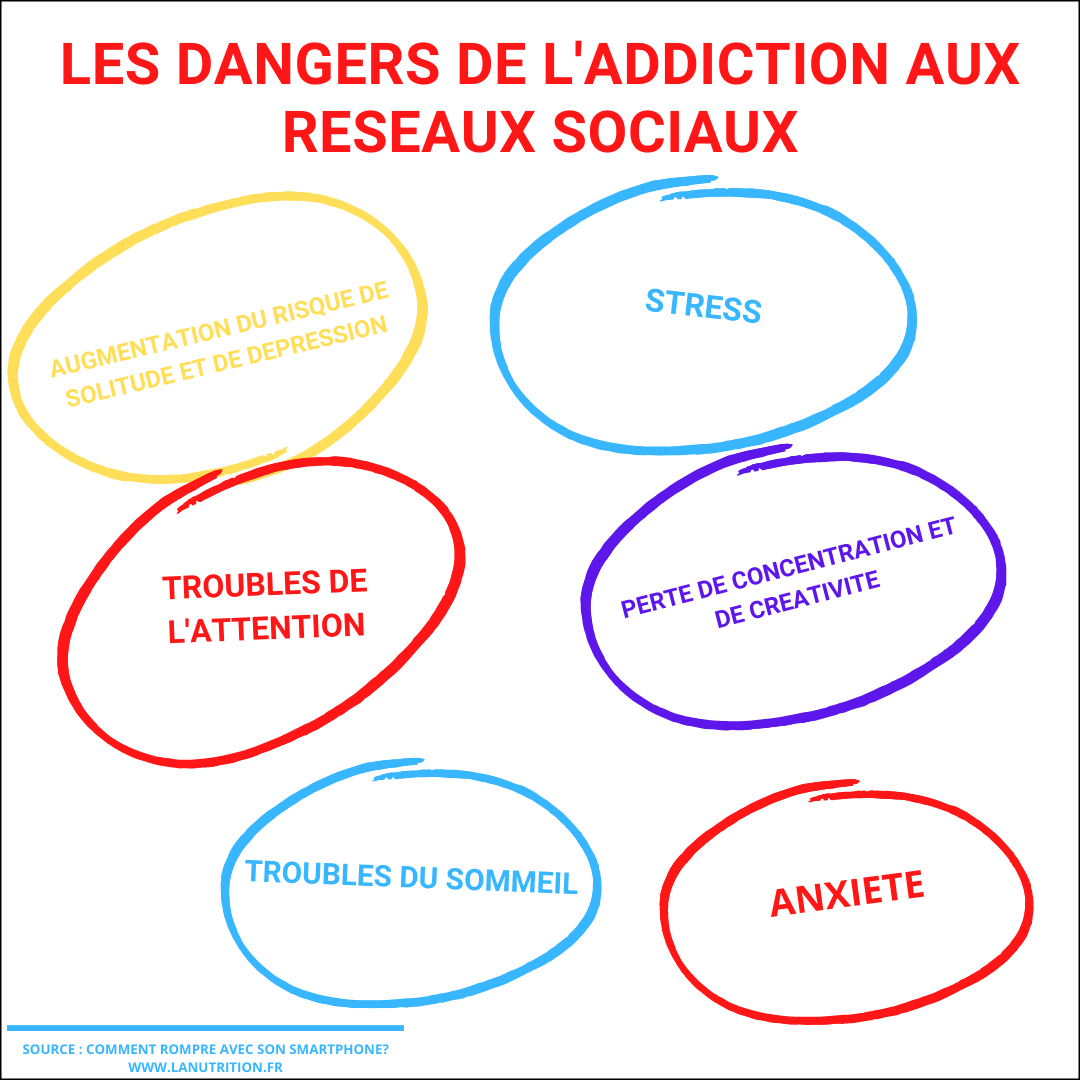 LES DANGERS DE L'ADDICTION AUX
RESEAUX SOCIAUX
AUGMENTATION DU RISQUE DE
SOLITUDE ET DE DEPRESSION
STRESS
TROUBLES DE
L'ATTENTION
PERTE DE CONCENTRATION ET
DE CREATIVITE
TROUBLES DU SOMMEIL
ANXIETE
SOURCE : COMMENT ROMPRE AVEC SON SMARTPHONE?
WWW.LANUTRITION.FR